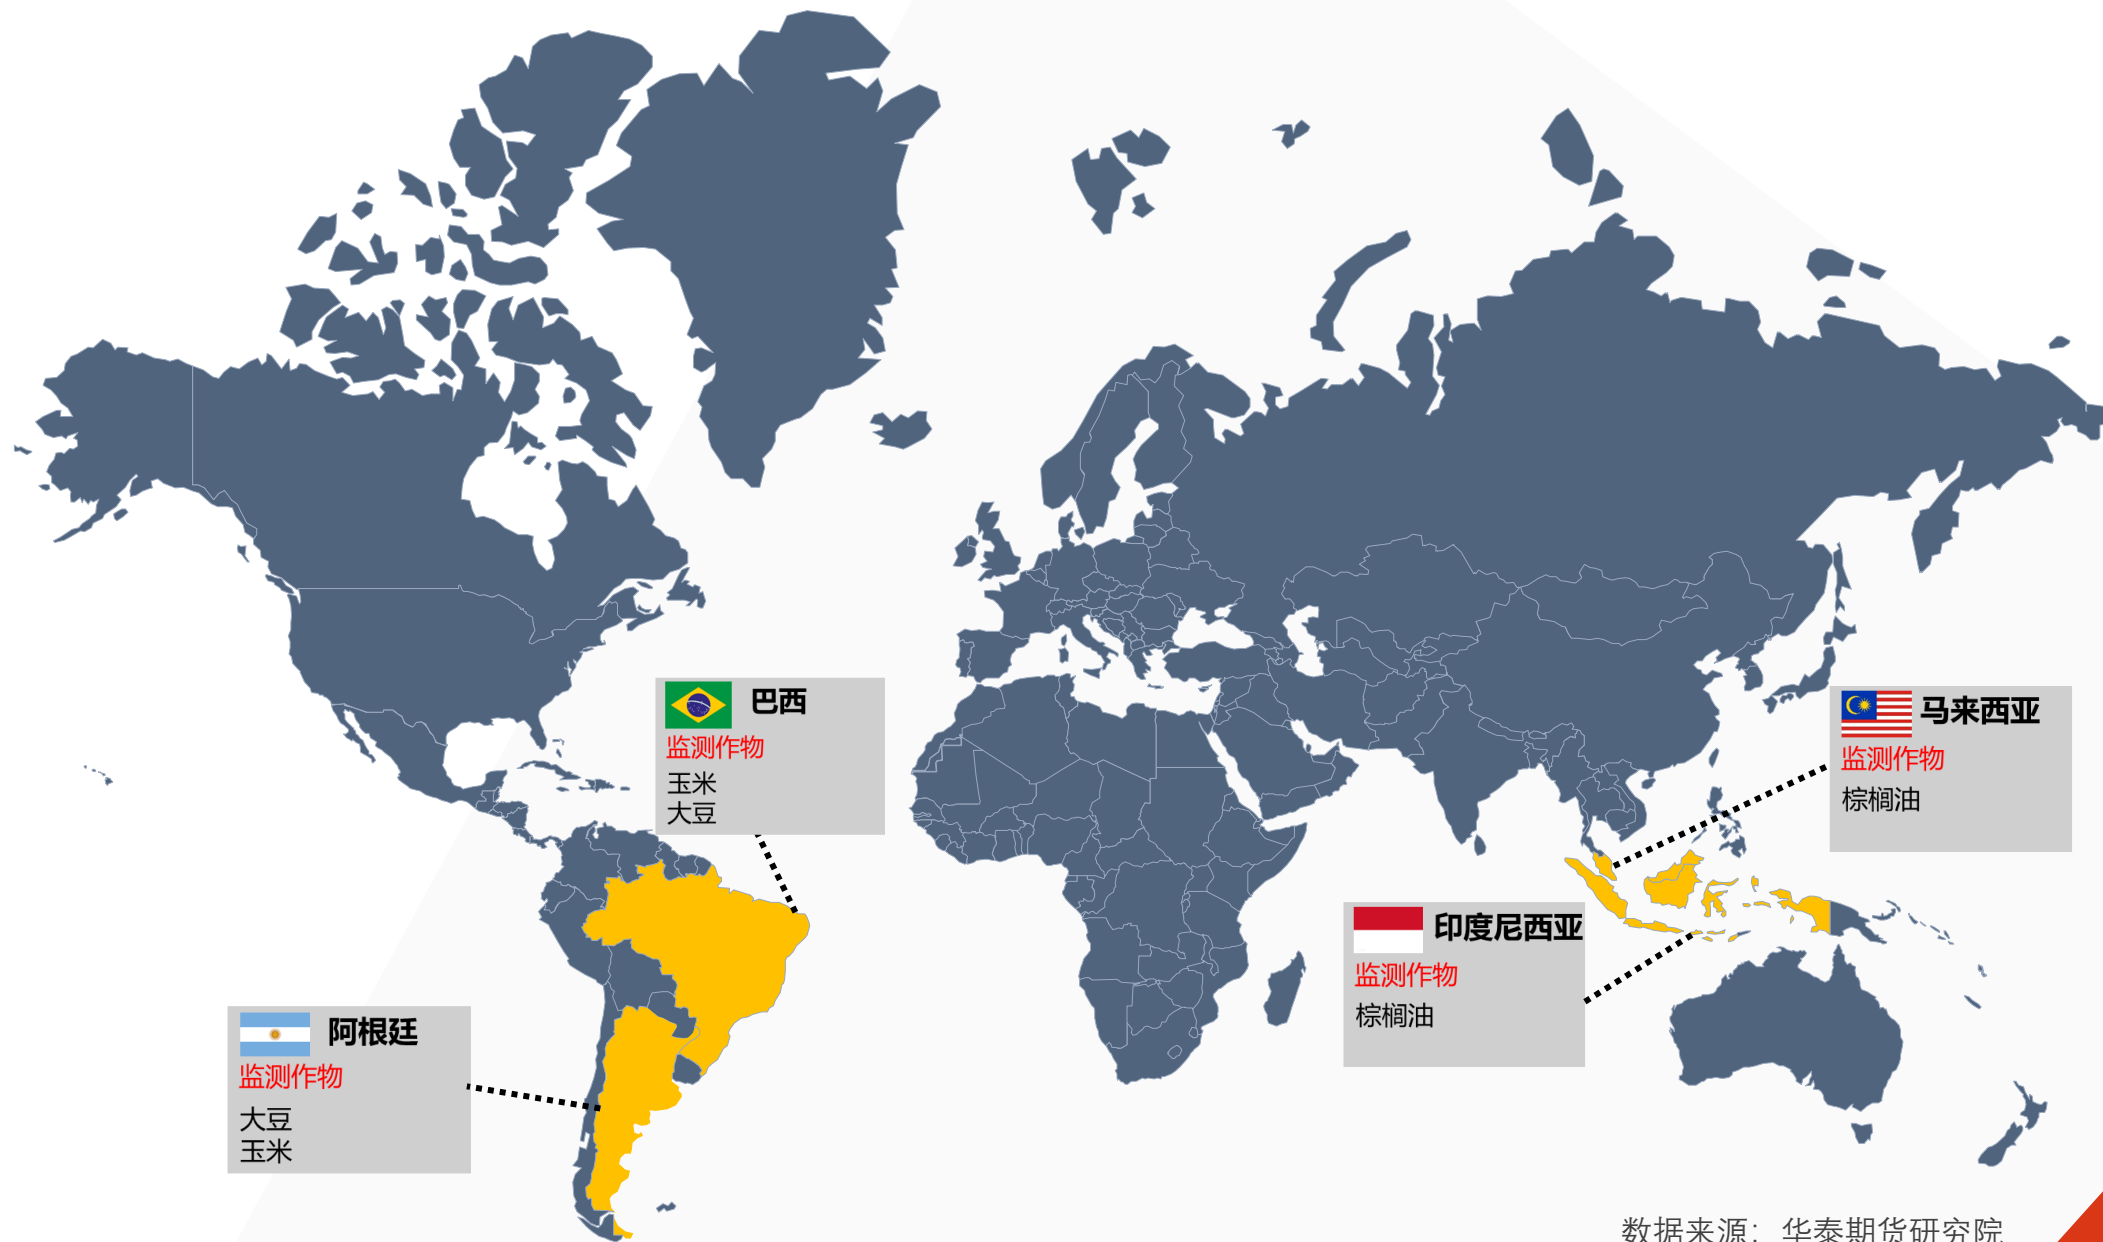 巴西
监测作物
玉米
大豆
马来西亚
监测作物
棕榈油
印度尼西亚
监测作物
棕榈油
阿根廷
监测作物
大豆
玉米
数据来源：华泰期货研究院